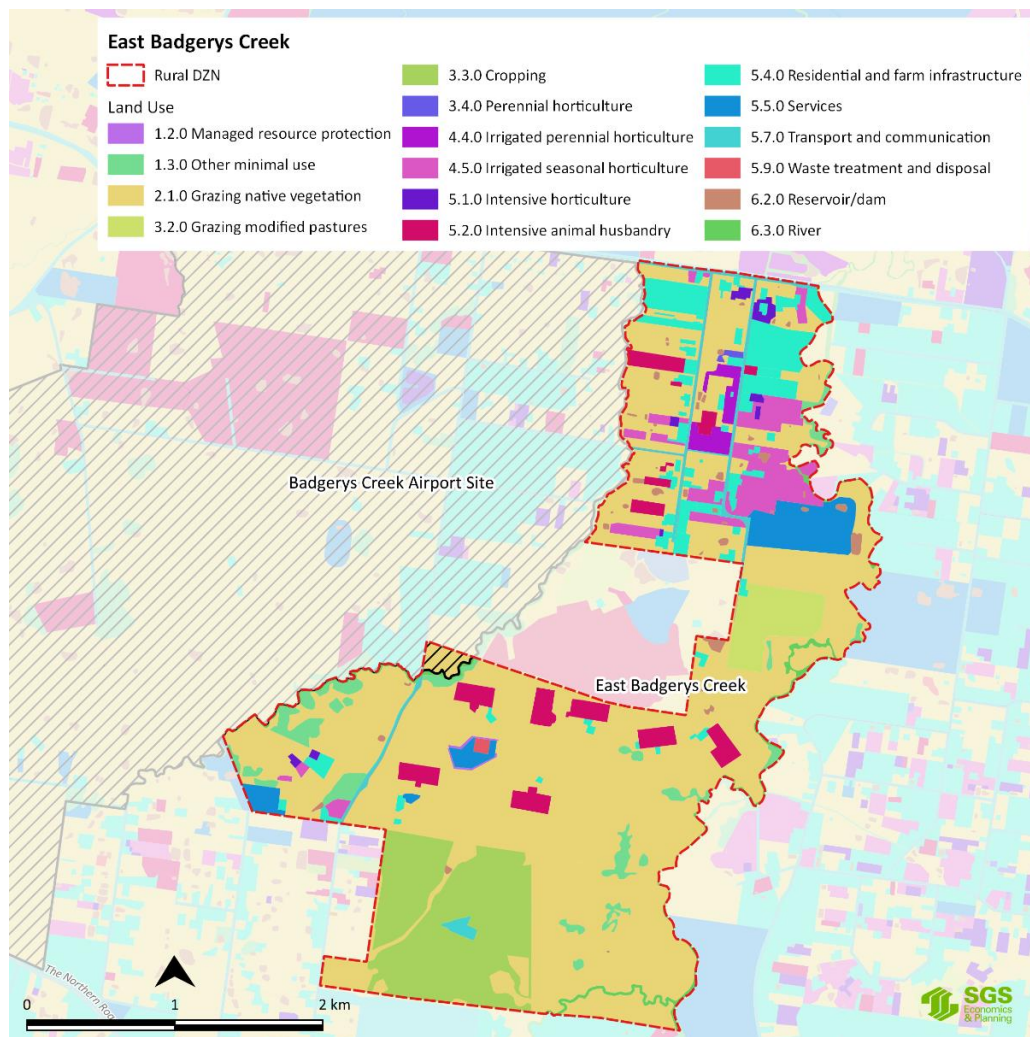 East Badgerys Creek
Rural DZN
Land Use
1.2.0 Managed resource protection
1.3.0 Other minimal use
2.1.0 Grazing native vegetation
3.2.0 Grazing modified pastures
3.3.0 Cropping
3.4.0 Perennial horticulture
4.4.0 Irrigated perennial horticulture
4.5.0 Irrigated seasonal horticulture
5.1.0 Intensive horticulture
5.2.0 Intensive animal husbandry
5.4.0 Residential and farm infrastructure
5.5.0 Services
5.7.0 Transport and communication
5.9.0 Waste treatment and disposal
6.2.0 Reservoir/dam
6.3.0 River
Badgerys Creek Airport Site
East Badgerys Creek
The Northern
0 1 2 km
SGS
Economics
& Planning